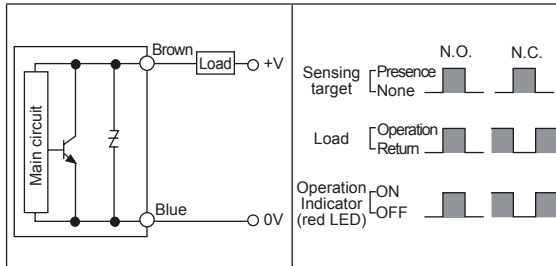 Brown
Load
+V
Main circuit
Blue
0V
N.O. N.C.
Sensing target
Presence
None
Load
Operation
Return
Operation Indicator (red LED)
ON
OFF